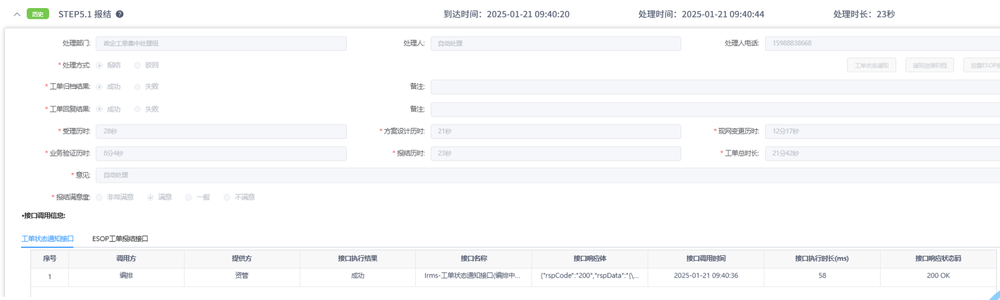 历史 STEP5.1 报结 ? 到达时间：2025-01-21 09:40:20 处理时间：2025-01-21 09:40:44 处理时长：23秒
处理部门: 政企工单集中处理组 处理人: 自动处理 处理人电话: 15988838668
*处理方式: 报结 驳回 工单状态通知 通知资源归档 回复ESOP报
*工单归档结果: 成功 失败 备注:
*工单回复结果: 成功 失败 备注:
*受理历时: 28秒 *方案设计历时: 21秒 *现网变更历时: 12分17秒
*业务验证历时: 8分4秒 *报结历时: 23秒 *工单总时长: 21分42秒
*意见: 自动处理
*报结满意度: 非常满意 满意 一般 不满意
•接口调用信息:
工单状态通知接口 ESOP工单报结接口
序号 调用方 提供方 接口执行结果 接口名称 接口响应体 接口调用时间 接口执行时长(ms) 接口响应状态码
1 编排 资管 成功 Irms-工单状态通知接口(编排中... {"rspCode":"200","rspData":"{\... 2025-01-21 09:40:36 58 200 OK